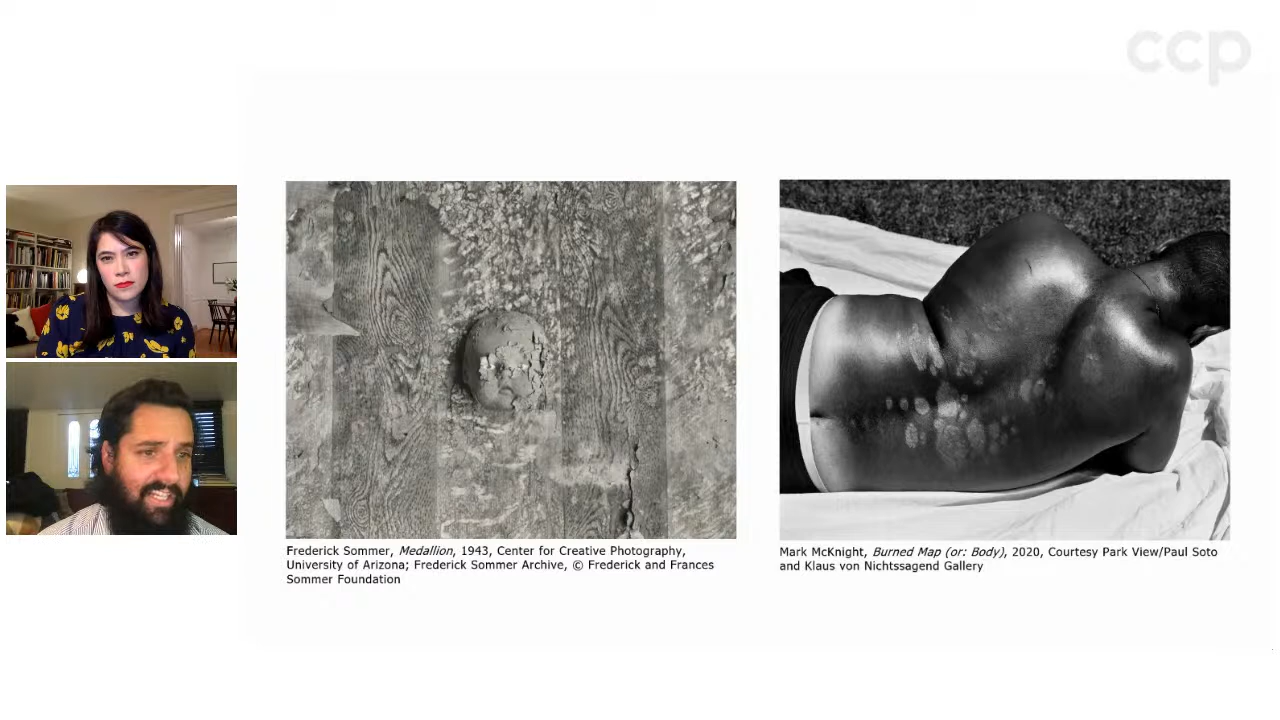 ccp
Frederick Sommer, Medallion, 1943, Center for Creative Photography,
University of Arizona; Frederick Sommer Archive, © Frederick and Frances
Sommer Foundation
Mark McKnight, Burned Map (or: Body), 2020, Courtesy Park View/Paul Soto
and Klaus von Nichtssagend Gallery